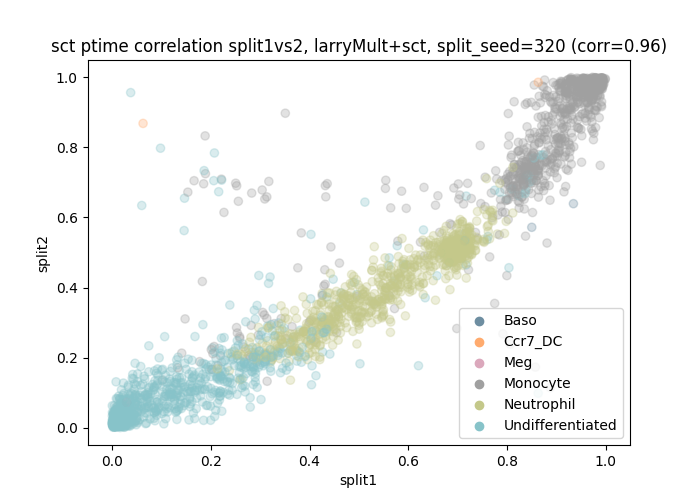 sct ptime correlation split1vs2, larryMult+sct, split_seed=320 (corr=0.96)
1.0
0.8
0.6
0.4
0.2
0.0
split2
Baso
Ccr7_DC
Meg
Monocyte
Neutrophil
Undifferentiated
0.0 0.2 0.4 0.6 0.8 1.0
split1